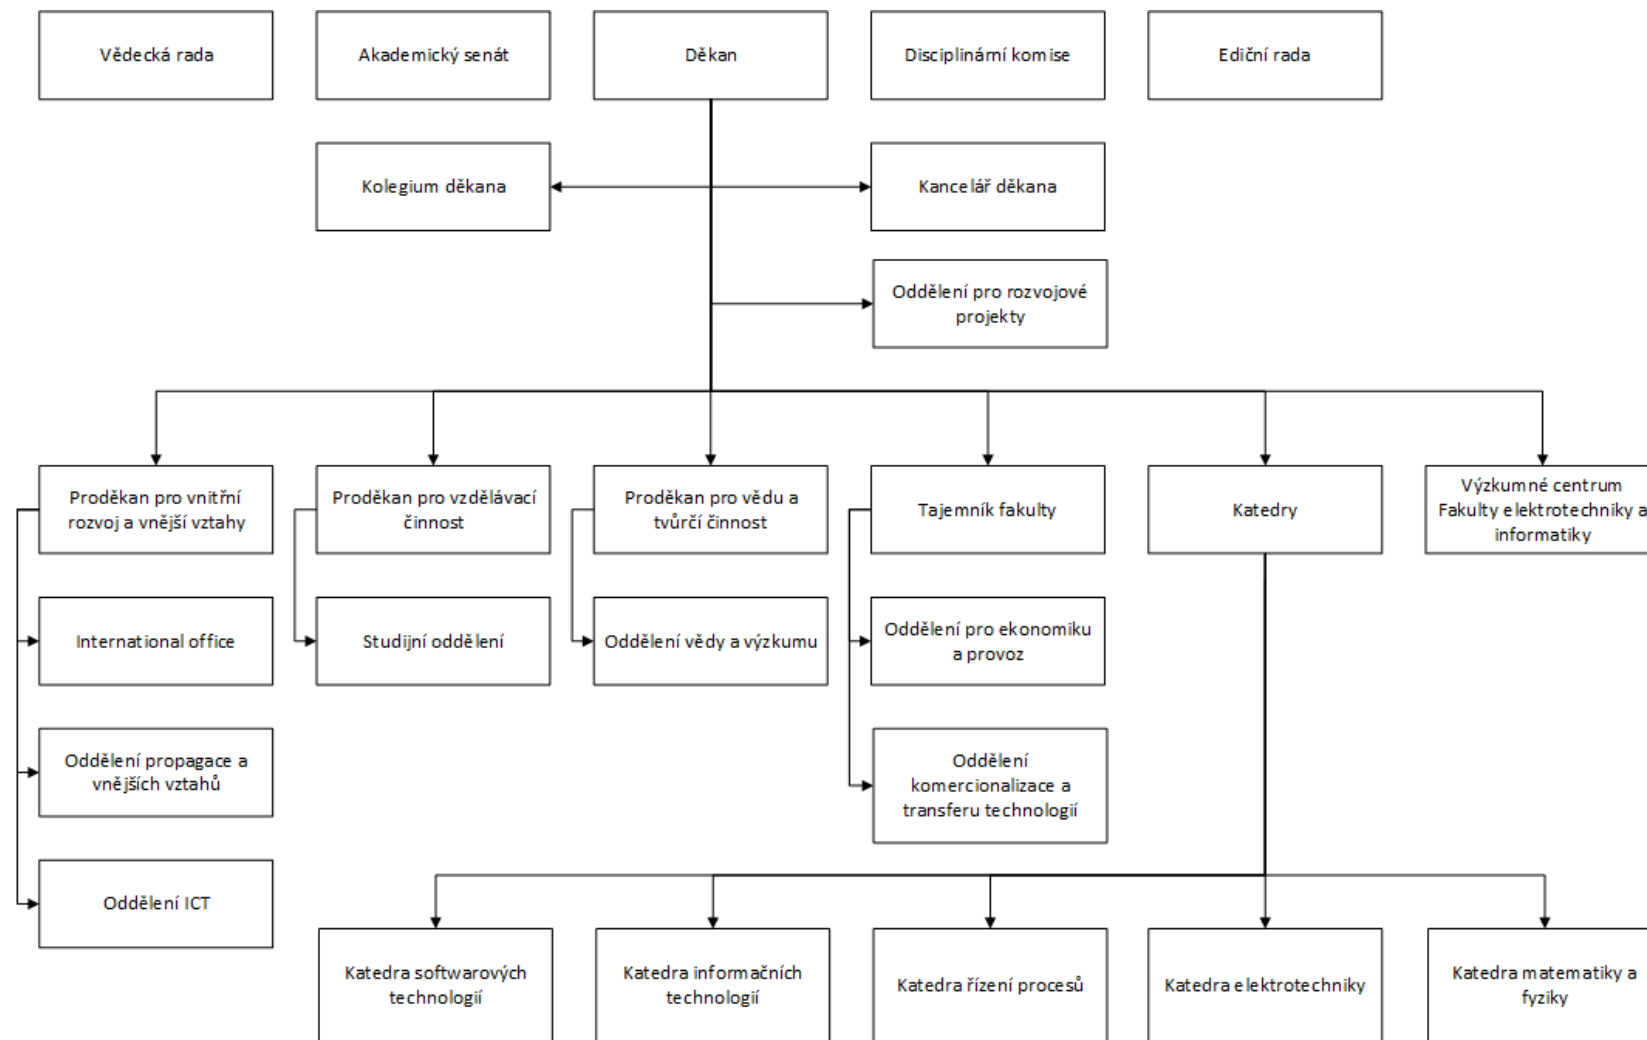 Vědecká rada
Akademický senát
Děkan
Disciplinární komise
Ediční rada
Kolegium děkana
Kancelář děkana
Oddělení pro rozvojové
projekty
Proděkan pro vnitřní
rozvoj a vnější vztahy
Proděkan pro vzdělávací
činnost
Proděkan pro vědu a
tvůrčí činnost
Tajemník fakulty
Katedry
Výzkumné centrum
Fakulty elektrotechniky a
informatiky
International office
Studijní oddělení
Oddělení vědy a výzkumu
Oddělení pro ekonomiku
a provoz
Oddělení propagace a
vnějších vztahů
Oddělení
komercionalizace a
transferu technologií
Oddělení ICT
Katedra softwarových
technologií
Katedra informačních
technologií
Katedra řízení procesů
Katedra elektrotechniky
Katedra matematiky a
fyziky